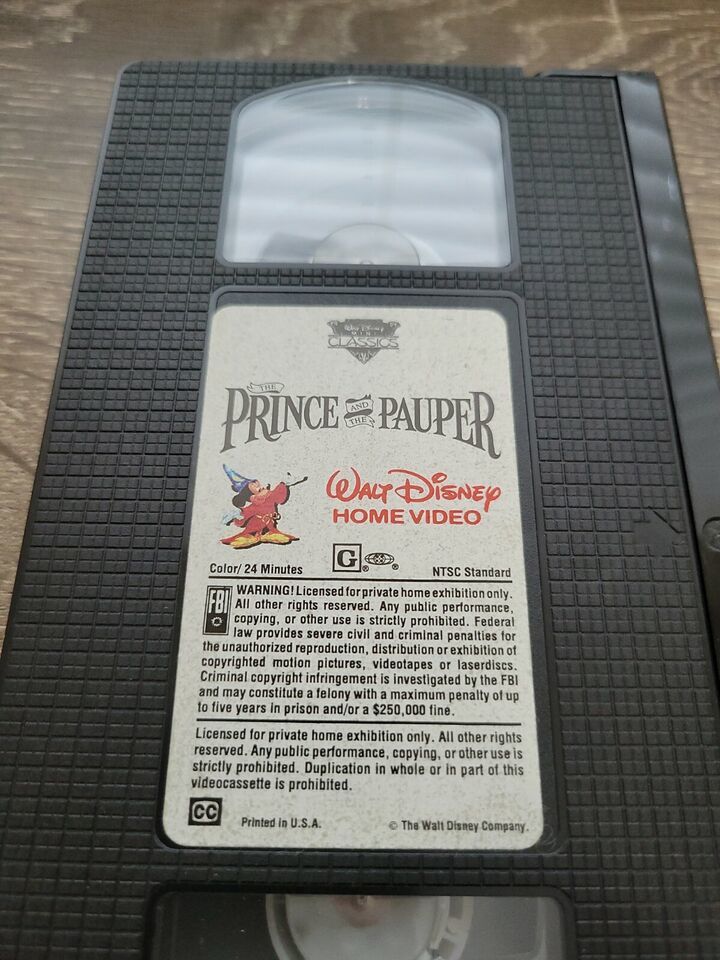 Walt Disney
MINI
CLASSICS
THE
PRINCE AND THE PAUPER
WALT DISNEY
HOME VIDEO
Color/ 24 Minutes
G ® ®
NTSC Standard
FBI
WARNING! Licensed for private home exhibition only.
All other rights reserved. Any public performance,
copying, or other use is strictly prohibited. Federal
law provides severe civil and criminal penalties for
the unauthorized reproduction, distribution or exhibition of
copyrighted motion pictures, videotapes or laserdiscs.
Criminal copyright infringement is investigated by the FBI
and may constitute a felony with a maximum penalty of up
to five years in prison and/or a $250,000 fine.
Licensed for private home exhibition only. All other rights
reserved. Any public performance, copying, or other use is
strictly prohibited. Duplication in whole or in part of this
videocassette is prohibited.
CC
Printed in U.S.A.
© The Walt Disney Company.